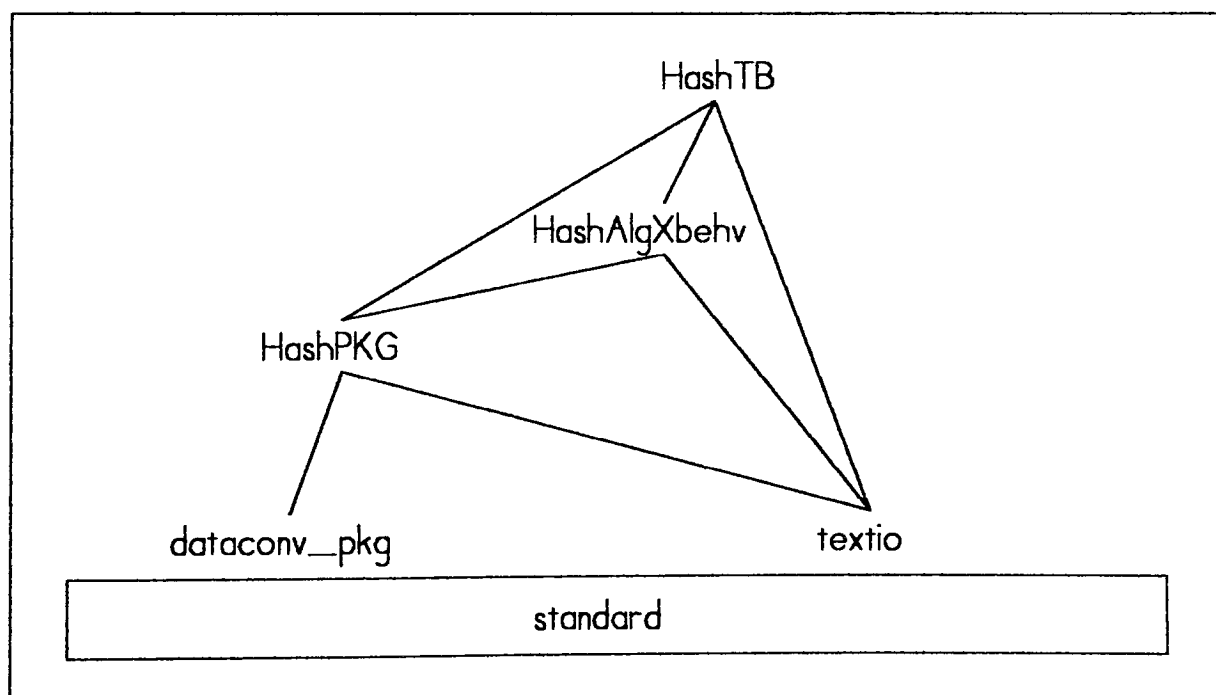 HashTB
HashAlgXbehv
HashPKG
dataconv_pkg
textio
standard